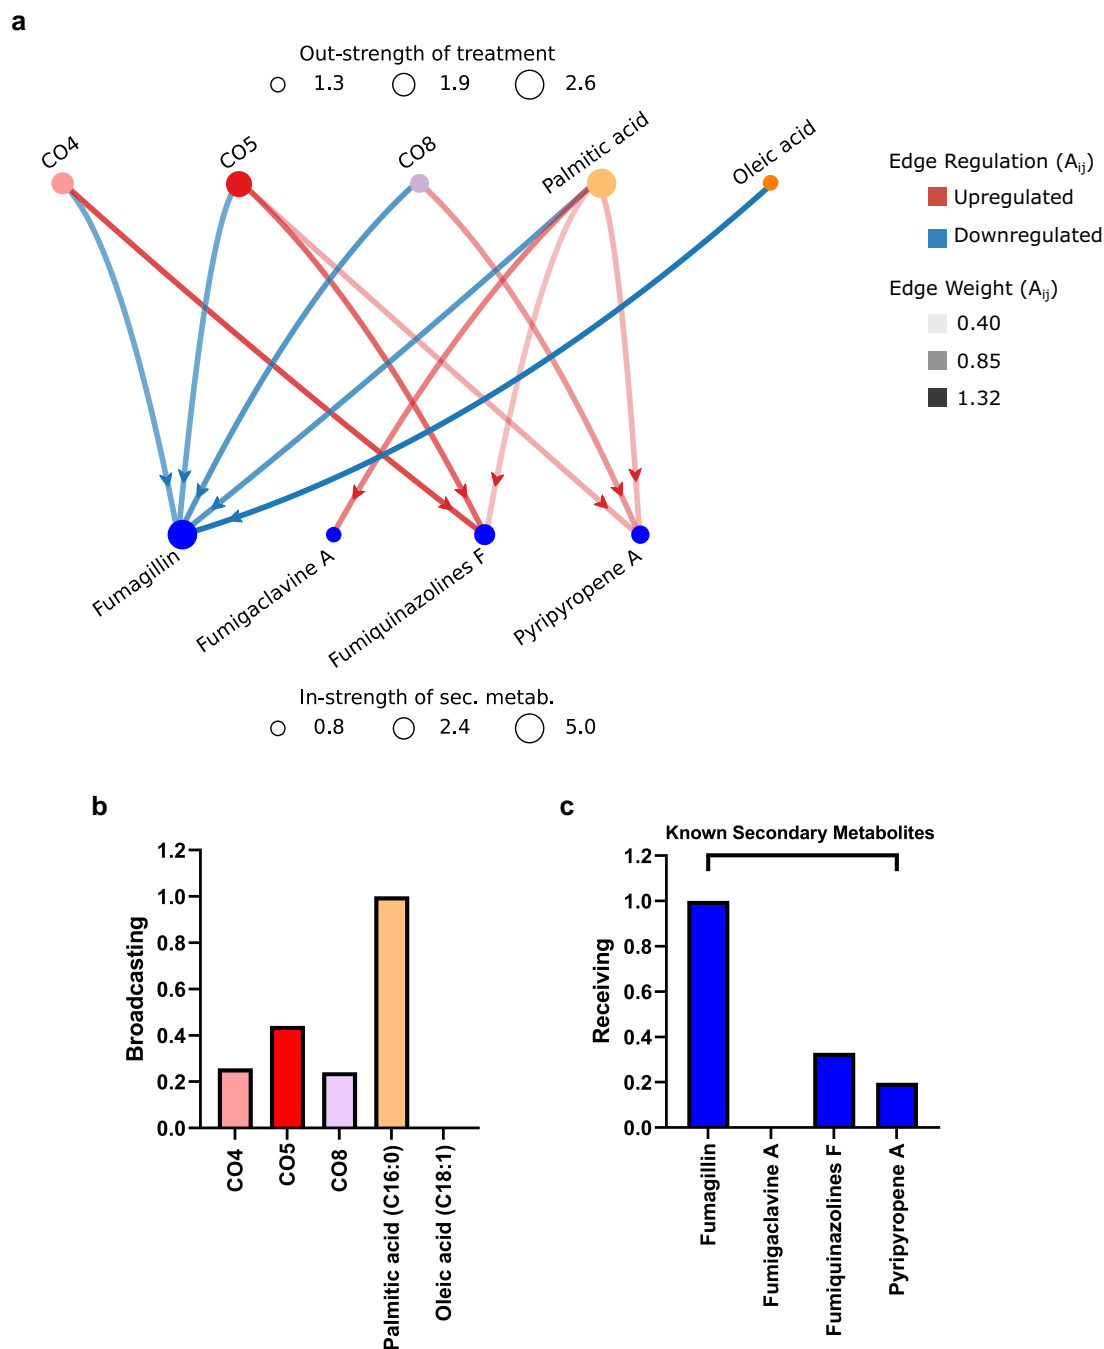 a
Out-strength of treatment
1.3 1.9 2.6
CO4
CO5
CO8
Palmitic acid
Oleic acid
Edge Regulation (Aij)
Upregulated
Downregulated
Edge Weight (Aij)
0.40
0.85
1.32
Fumagillin
Fumigaclavine A
Fumiquinazolines F
Pyripyropene A
In-strength of sec. metab.
0.8 2.4 5.0
b
Broadcasting
1.2
1.0
0.8
0.6
0.4
0.2
0.0
CO4
CO5
CO8
Palmitic acid (C16:0)
Oleic acid (C18:1)
c
Known Secondary Metabolites
Receiving
1.2
1.0
0.8
0.6
0.4
0.2
0.0
Fumagillin
Fumigaclavine A
Fumiquinazolines F
Pyripyropene A